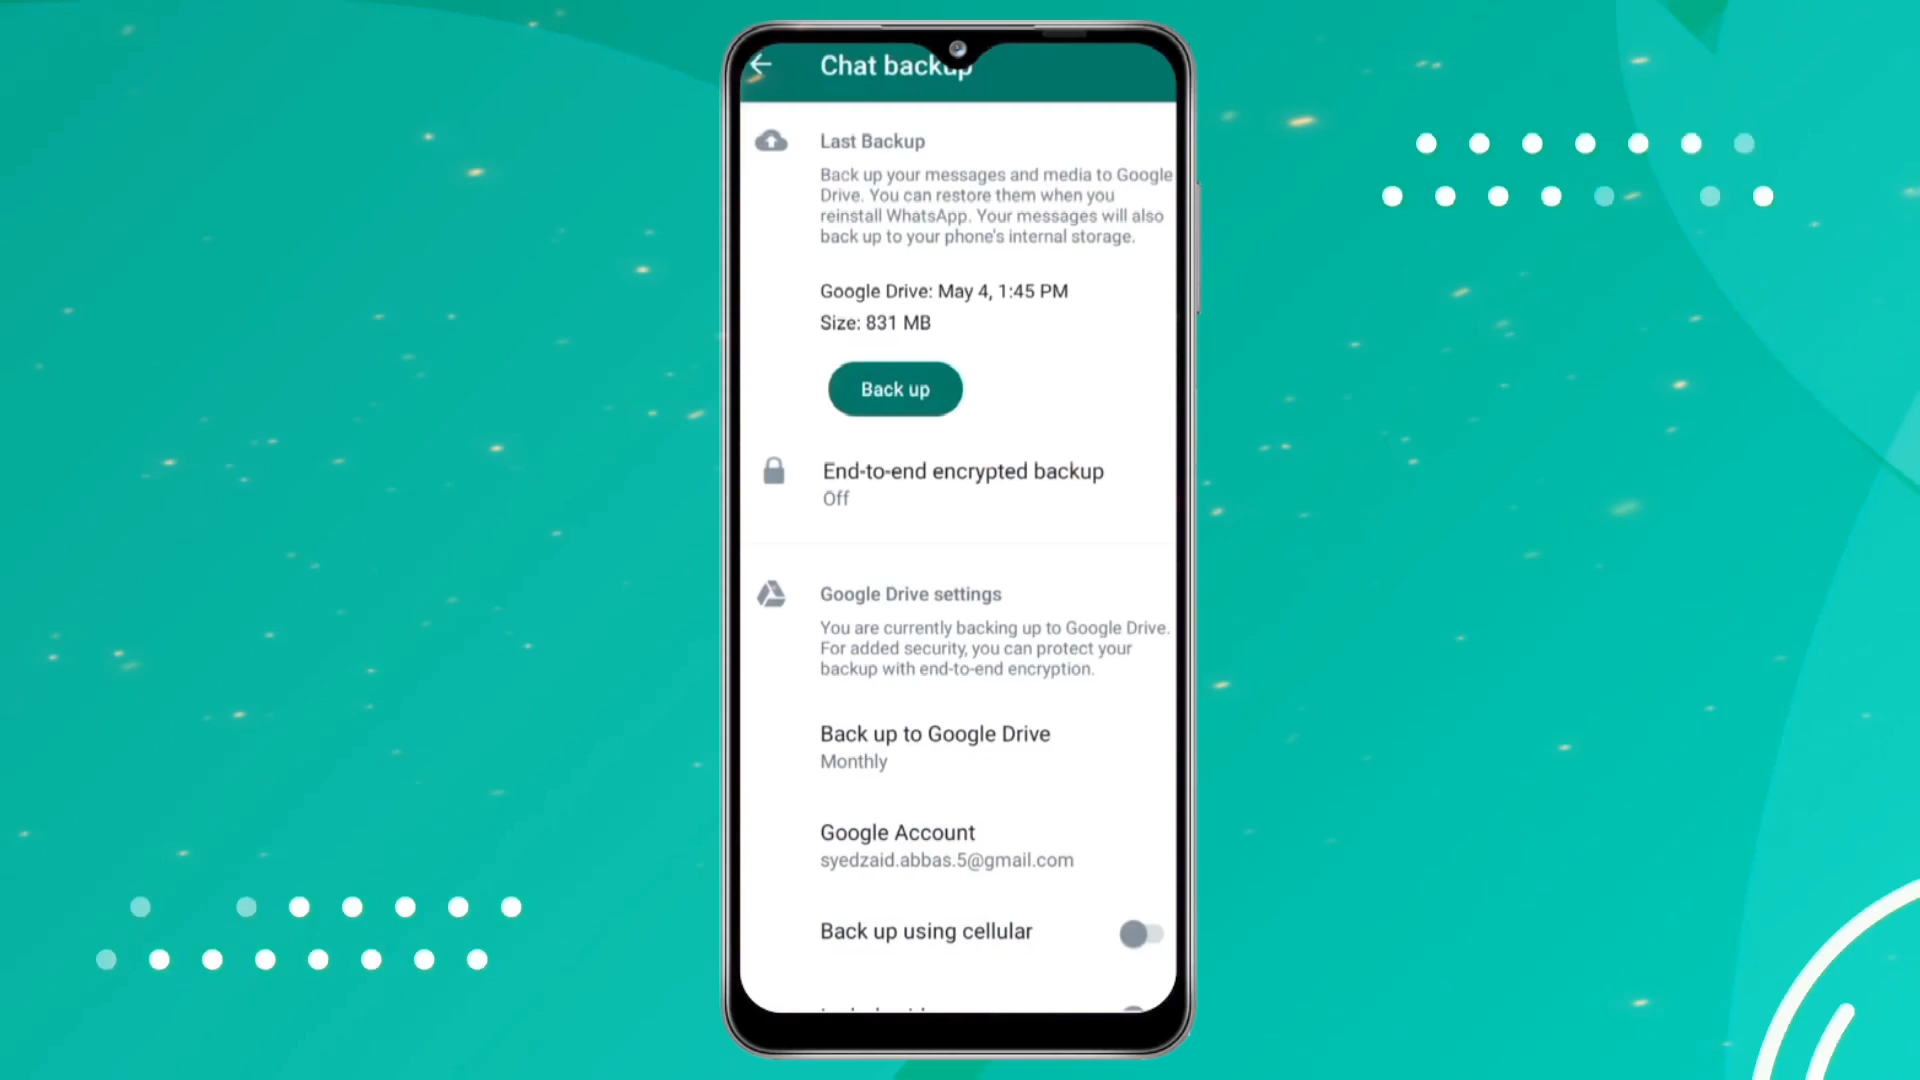 Chat backup
Last Backup
Back up your messages and media to Google
Drive. You can restore them when you
reinstall WhatsApp. Your messages will also
back up to your phone's internal storage.
Google Drive: May 4, 1:45 PM
Size: 831 MB
Back up
End-to-end encrypted backup
Off
Google Drive settings
You are currently backing up to Google Drive.
For added security, you can protect your
backup with end-to-end encryption.
Back up to Google Drive
Monthly
Google Account
syedzaid.abbas.5@gmail.com
Back up using cellular